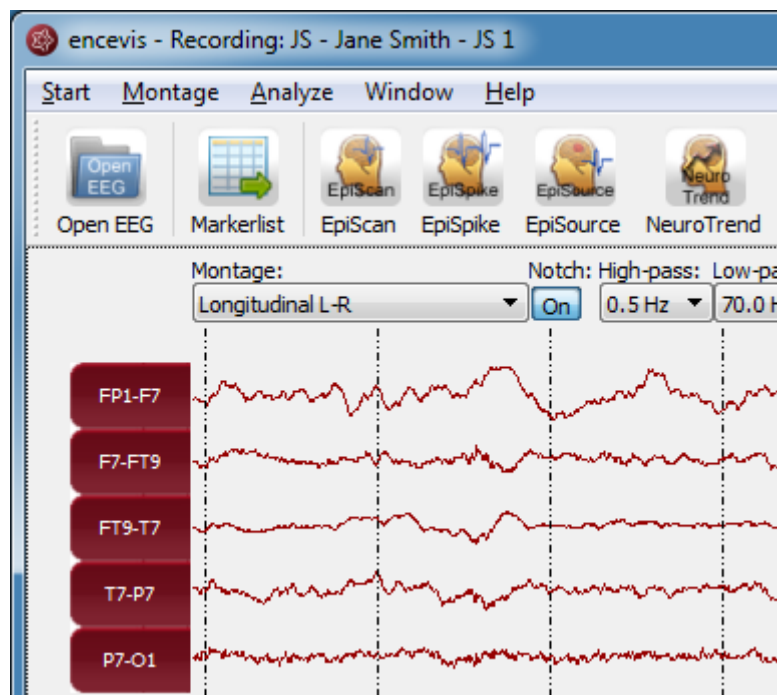 encevis - Recording: JS - Jane Smith - JS 1
Start Montage Analyze Window Help
Open EEG
EpiScan EpiSpike EpiSource Neuro Trend
Open EEG Markerlist EpiScan EpiSpike EpiSource NeuroTrend
Montage: Notch: High-pass: Low-pa
Longitudinal L-R On 0.5 Hz 70.0 H
FP1-F7
F7-FT9
FT9-T7
T7-P7
P7-O1